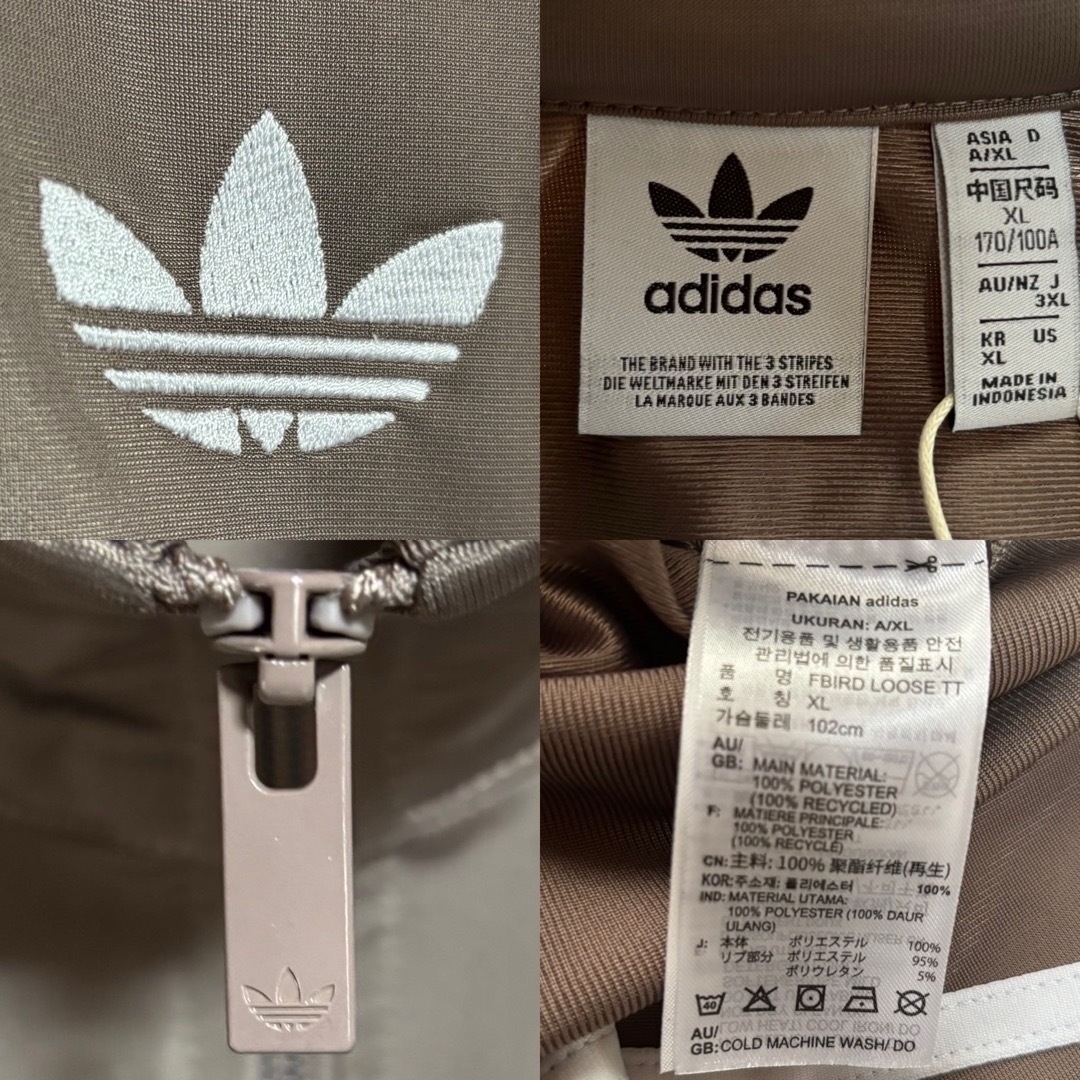 adidas
THE BRAND WITH THE 3 STRIPES
DIE WELTMARKE MIT DEN 3 STREIFEN
LA MARQUE AUX 3 BANDES
ASIA D
A/XL
中国尺码
XL
170/100A
AU/NZ J
3XL
KR US
XL
MADE IN
INDONESIA
PAKAIAN adidas
UKURAN: A/XL
전기용품 및 생활용품 안전
관리법에 의한 품질표시
품 명 FBIRD LOOSE TT
호 칭 XL
가슴둘레 102cm
AU/
GB: MAIN MATERIAL:
100% POLYESTER
(100% RECYCLED)
F: MATIERE PRINCIPALE:
100% POLYESTER
(100% RECYCLE)
CN: 主料: 100% 聚酯纤维(再生)
KOR: 주소재: 폴리에스터 100%
IND: MATERIAL UTAMA:
100% POLYESTER (100% DAUR
ULANG)
J: 本体 ポリエステル 100%
リブ部分 ポリエステル 95%
ポリウレタン 5%
40
AU/
GB: COLD MACHINE WASH/ DO